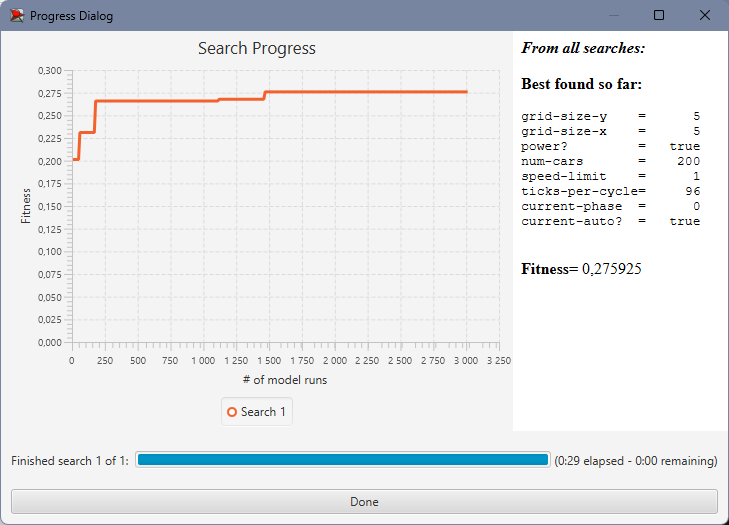 Progress Dialog
Search Progress
0,300
0,275
0,250
0,225
0,200
0,175
0,150
0,125
0,100
0,075
0,050
0,025
0,000
Fitness
0 250 500 750 1 000 1 250 1 500 1 750 2 000 2 250 2 500 2 750 3 000 3 250
# of model runs
Search 1
From all searches:
Best found so far:
grid-size-y = 5
grid-size-x = 5
power? = true
num-cars = 200
speed-limit = 1
ticks-per-cycle= 96
current-phase = 0
current-auto? = true
Fitness= 0,275925
Finished search 1 of 1: (0:29 elapsed - 0:00 remaining)
Done